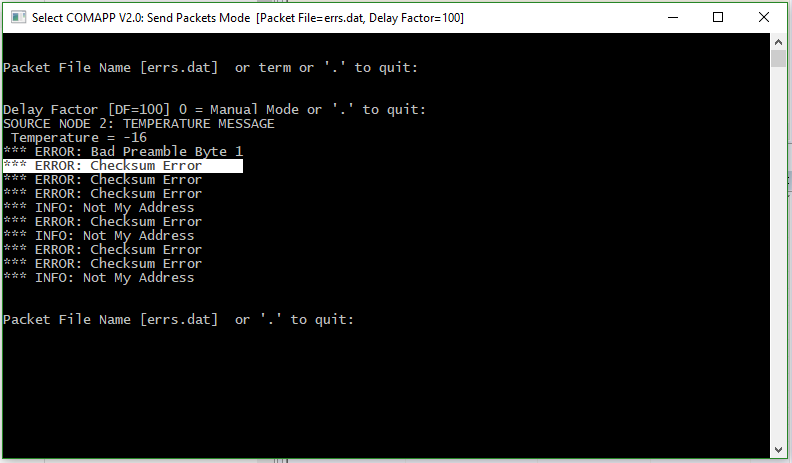 Select COMAPP V2.0: Send Packets Mode [Packet File=errs.dat, Delay Factor=100]
Packet File Name [errs.dat]  or term or '.' to quit:
Delay Factor [DF=100] 0 = Manual Mode or '.' to quit:
SOURCE NODE 2: TEMPERATURE MESSAGE
 Temperature = -16
*** ERROR: Bad Preamble Byte 1
*** ERROR: Checksum Error
*** ERROR: Checksum Error
*** ERROR: Checksum Error
*** INFO: Not My Address
*** ERROR: Checksum Error
*** INFO: Not My Address
*** ERROR: Checksum Error
*** ERROR: Checksum Error
*** INFO: Not My Address
Packet File Name [errs.dat]  or '.' to quit: